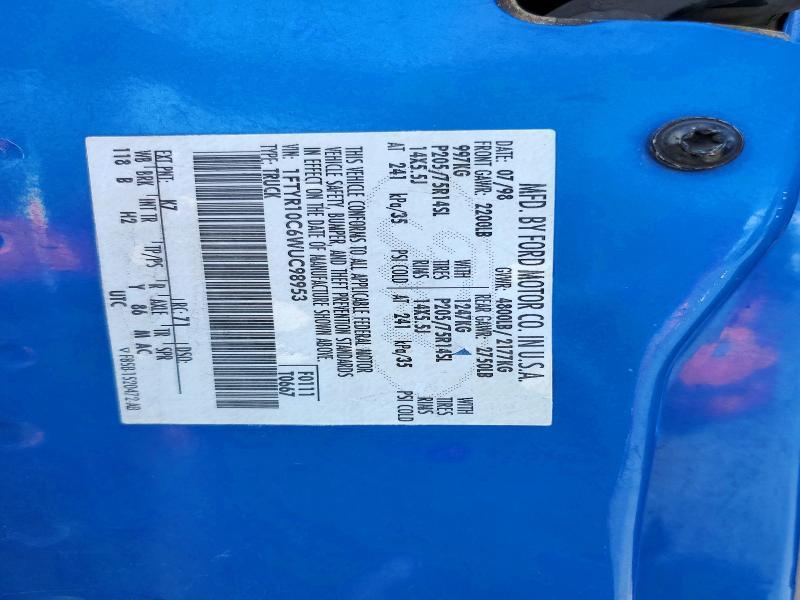 MFD. BY FORD MOTOR CO. IN U.S.A.
DATE: 07/98 GVWR: 4800LB/ 2177KG
FRONT GAWR: 2200LB REAR GAWR: 2750LB
997KG WITH 1247KG WITH
P205/75R14SL TIRES P205/75R14SL TIRES
14X5.5J RIMS 14X5.5J RIMS
AT 241 kPa/35 PSI COLD AT 241 kPa/35 PSI COLD
THIS VEHICLE CONFORMS TO ALL APPLICABLE FEDERAL MOTOR
VEHICLE SAFETY, BUMPER, AND THEFT PREVENTION STANDARDS
IN EFFECT ON THE DATE OF MANUFACTURE SHOWN ABOVE.
VIN: 1FTYR10C6WUC98953
TYPE: TRUCK
F0111
T0667
EXT PNT: K7 RC: 71 DSO:
WB BRK INT TR TP/PS R AXLE TR SPR
118 B H2 Y 86 M AC
UTC